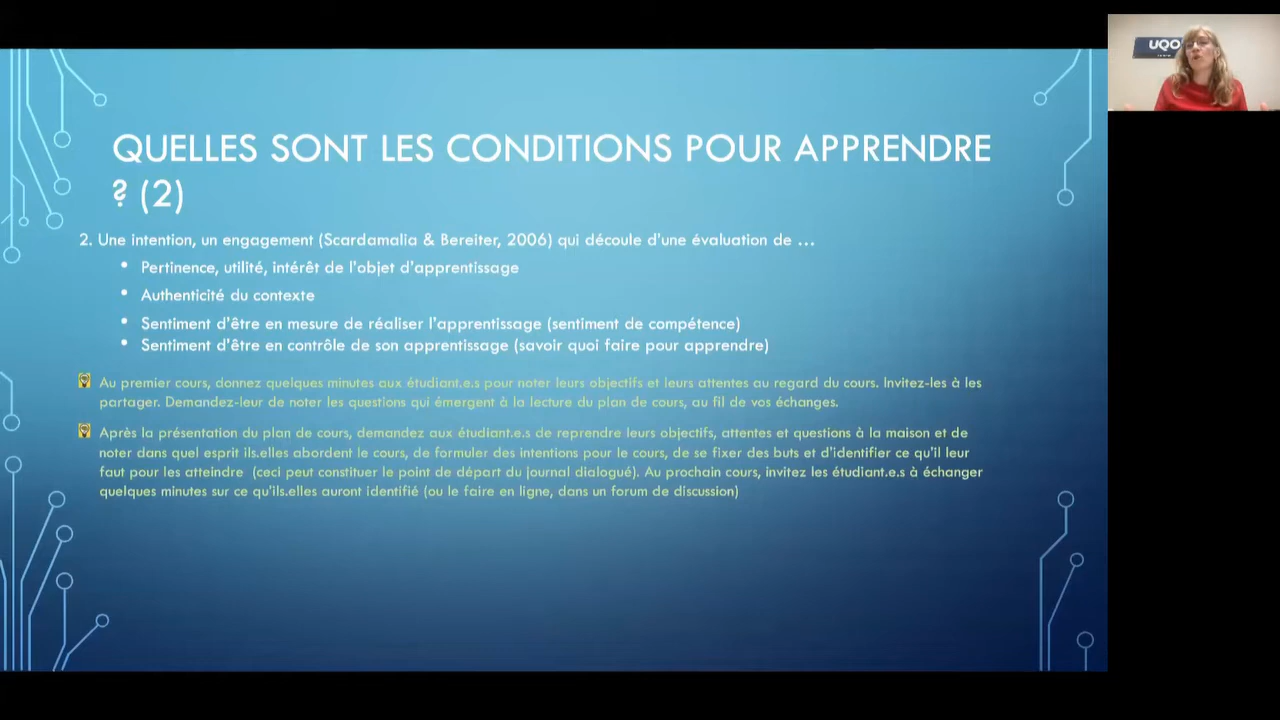 QUELLES SONT LES CONDITIONS POUR APPRENDRE
? (2)
2. Une intention, un engagement (Scardamalia & Bereiter, 2006) qui découle d'une évaluation de …
• Pertinence, utilité, intérêt de l'objet d'apprentissage
• Authenticité du contexte
• Sentiment d'être en mesure de réaliser l'apprentissage (sentiment de compétence)
• Sentiment d'être en contrôle de son apprentissage (savoir quoi faire pour apprendre)
Au premier cours, donnez quelques minutes aux étudiant.e.s pour noter leurs objectifs et leurs attentes au regard du cours. Invitez-les à les
partager. Demandez-leur de noter les questions qui émergent à la lecture du plan de cours, au fil de vos échanges.
Après la présentation du plan de cours, demandez aux étudiant.e.s de reprendre leurs objectifs, attentes et questions à la maison et de
noter dans quel esprit ils.elles abordent le cours, de formuler des intentions pour le cours, de se fixer des buts et d'identifier ce qu'il leur
faut pour les atteindre (ceci peut constituer le point de départ du journal dialogué). Au prochain cours, invitez les étudiant.e.s à échanger
quelques minutes sur ce qu'ils.elles auront identifié (ou le faire en ligne, dans un forum de discussion)
UQO